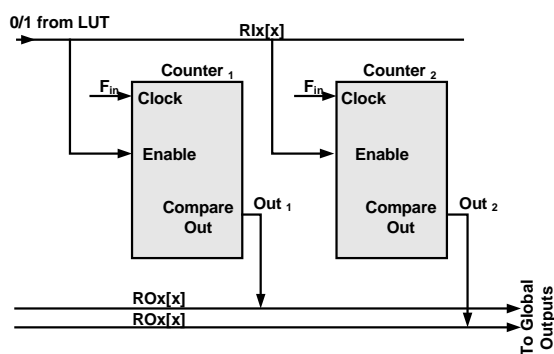 0/1 from LUT
RIx[x]
Counter 1
Counter 2
Fin
Clock
Fin
Clock
Enable
Enable
Compare
Out
Out 1
Compare
Out
Out 2
ROx[x]
ROx[x]
To Global
Outputs